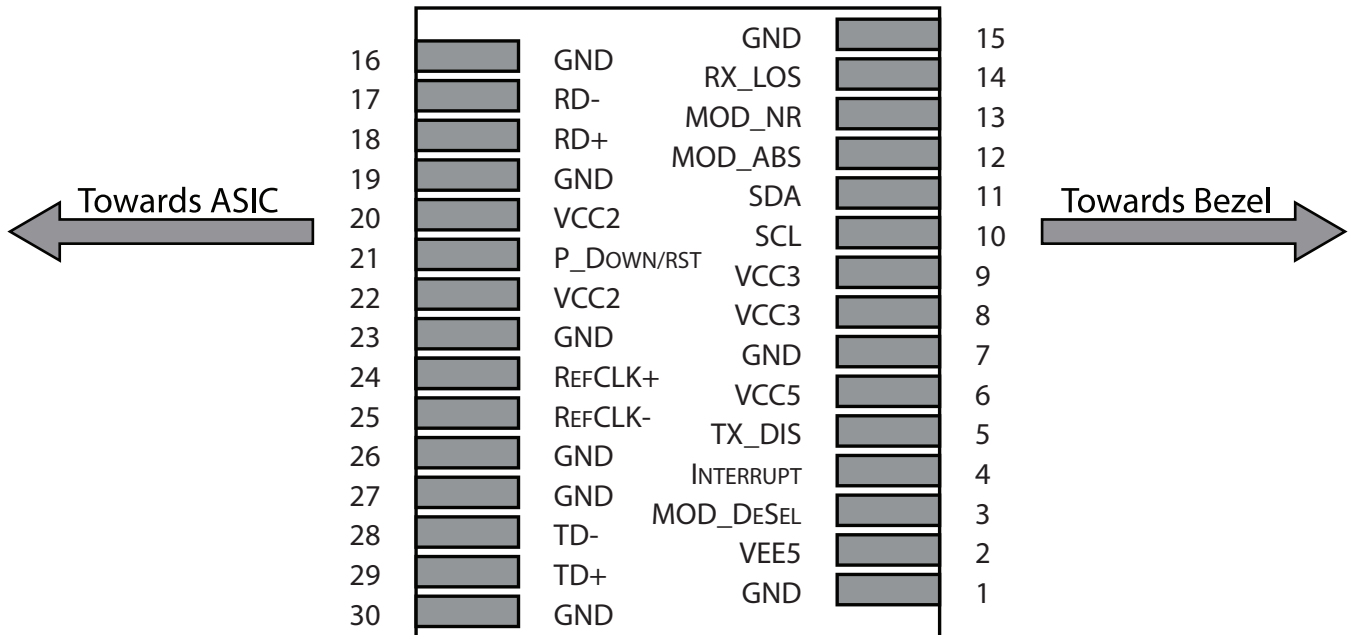 GND 15
16 GND
RX_LOS 14
17 RD-
MOD_NR 13
18 RD+
MOD_ABS 12
19 GND
SDA 11
Towards ASIC
Towards Bezel
20 VCC2
SCL 10
21 P_DOWN/RST
VCC3 9
22 VCC2
VCC3 8
23 GND
GND 7
24 REFCLK+
VCC5 6
25 REFCLK-
TX_DIS 5
26 GND
INTERRUPT 4
27 GND
MOD_DESEL 3
28 TD-
VEE5 2
29 TD+
GND 1
30 GND